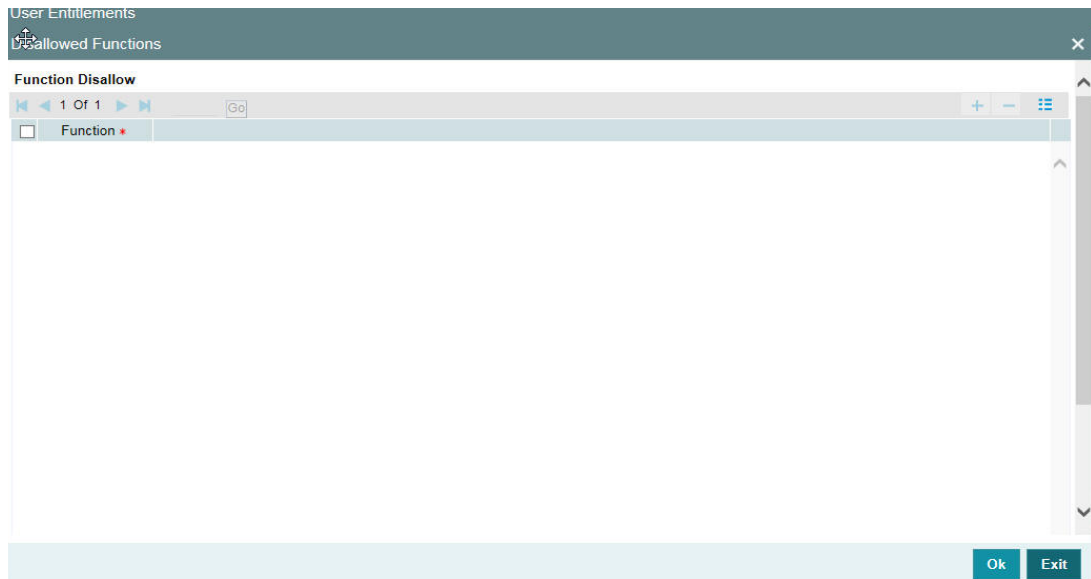 User Entitlements
Disallowed Functions
Function Disallow
1 Of 1 Go
Function *
Ok Exit